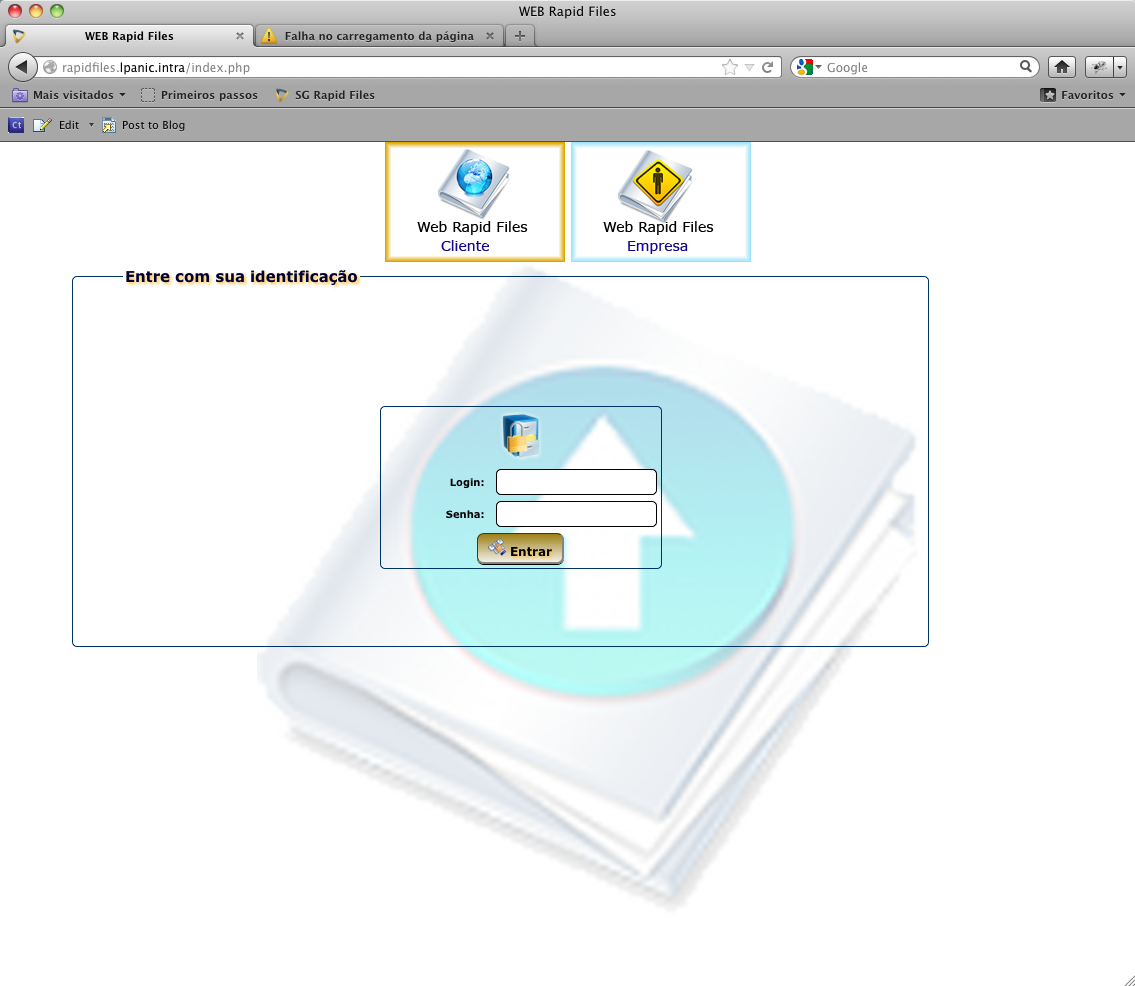 WEB Rapid Files
WEB Rapid Files
Falha no carregamento da página
rapidfiles.lpanic.intra/index.php
Google
Mais visitados
Primeiros passos
SG Rapid Files
Favoritos
Ct
Edit
Post to Blog
Web Rapid Files
Cliente
Web Rapid Files
Empresa
Entre com sua identificação
Login:
Senha:
Entrar